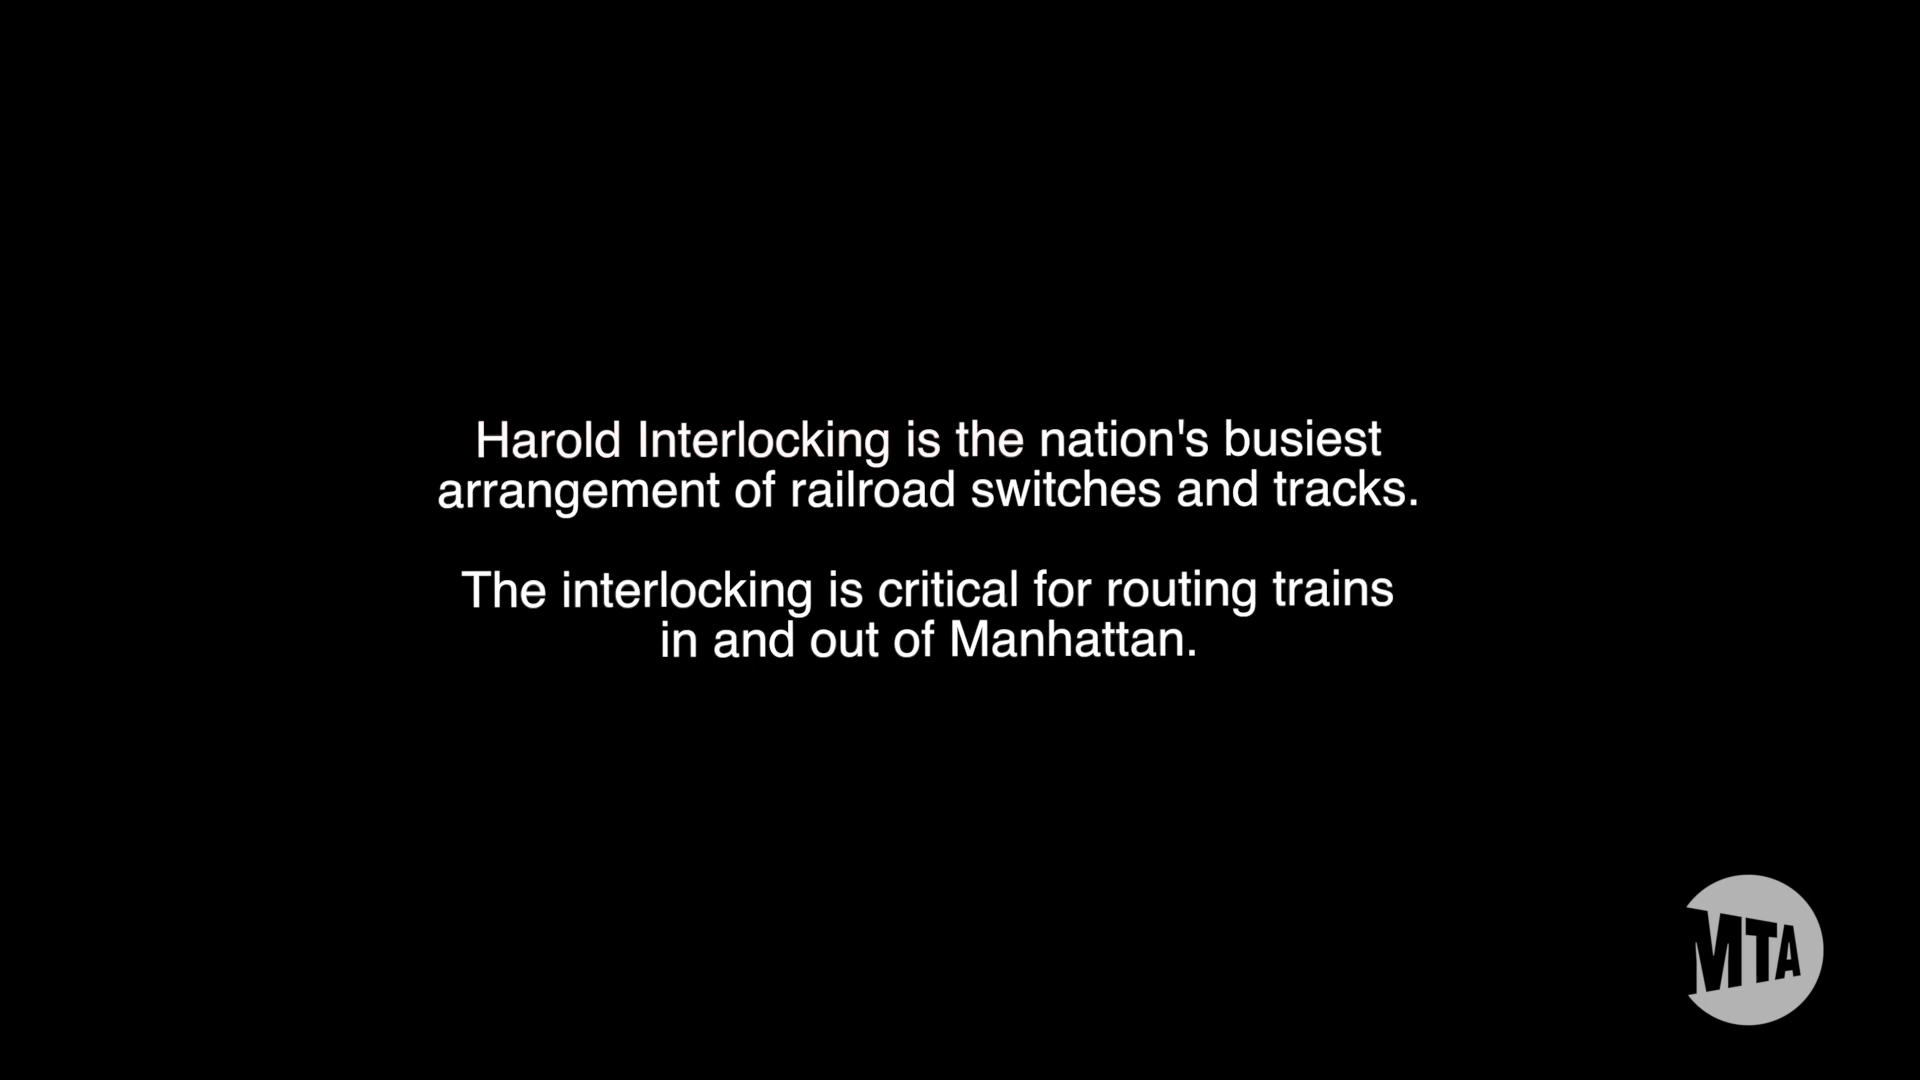 Harold Interlocking is the nation's busiest
arrangement of railroad switches and tracks.
The interlocking is critical for routing trains
in and out of Manhattan.
MTA